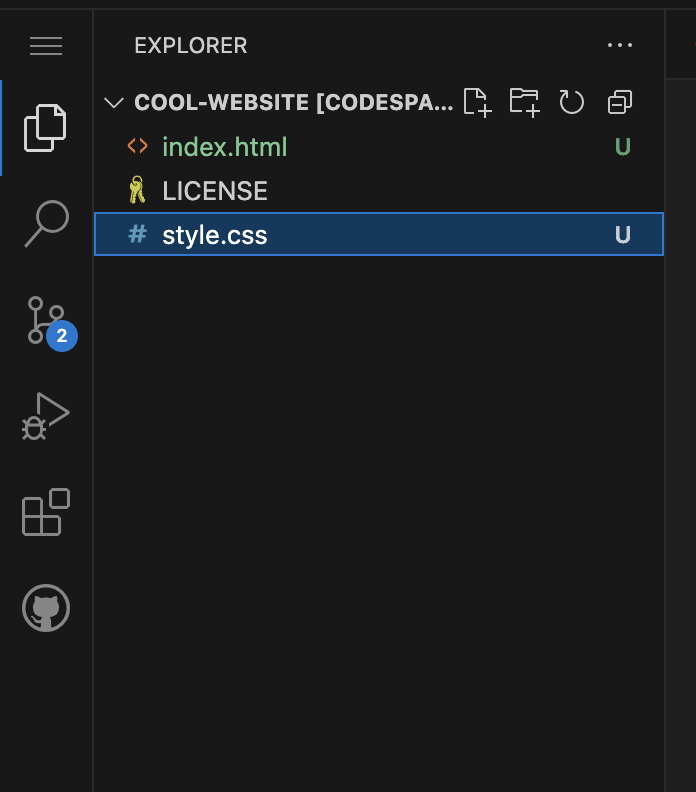 EXPLORER
COOL-WEBSITE [CODESPA...
index.html U
LICENSE
# style.css U
2